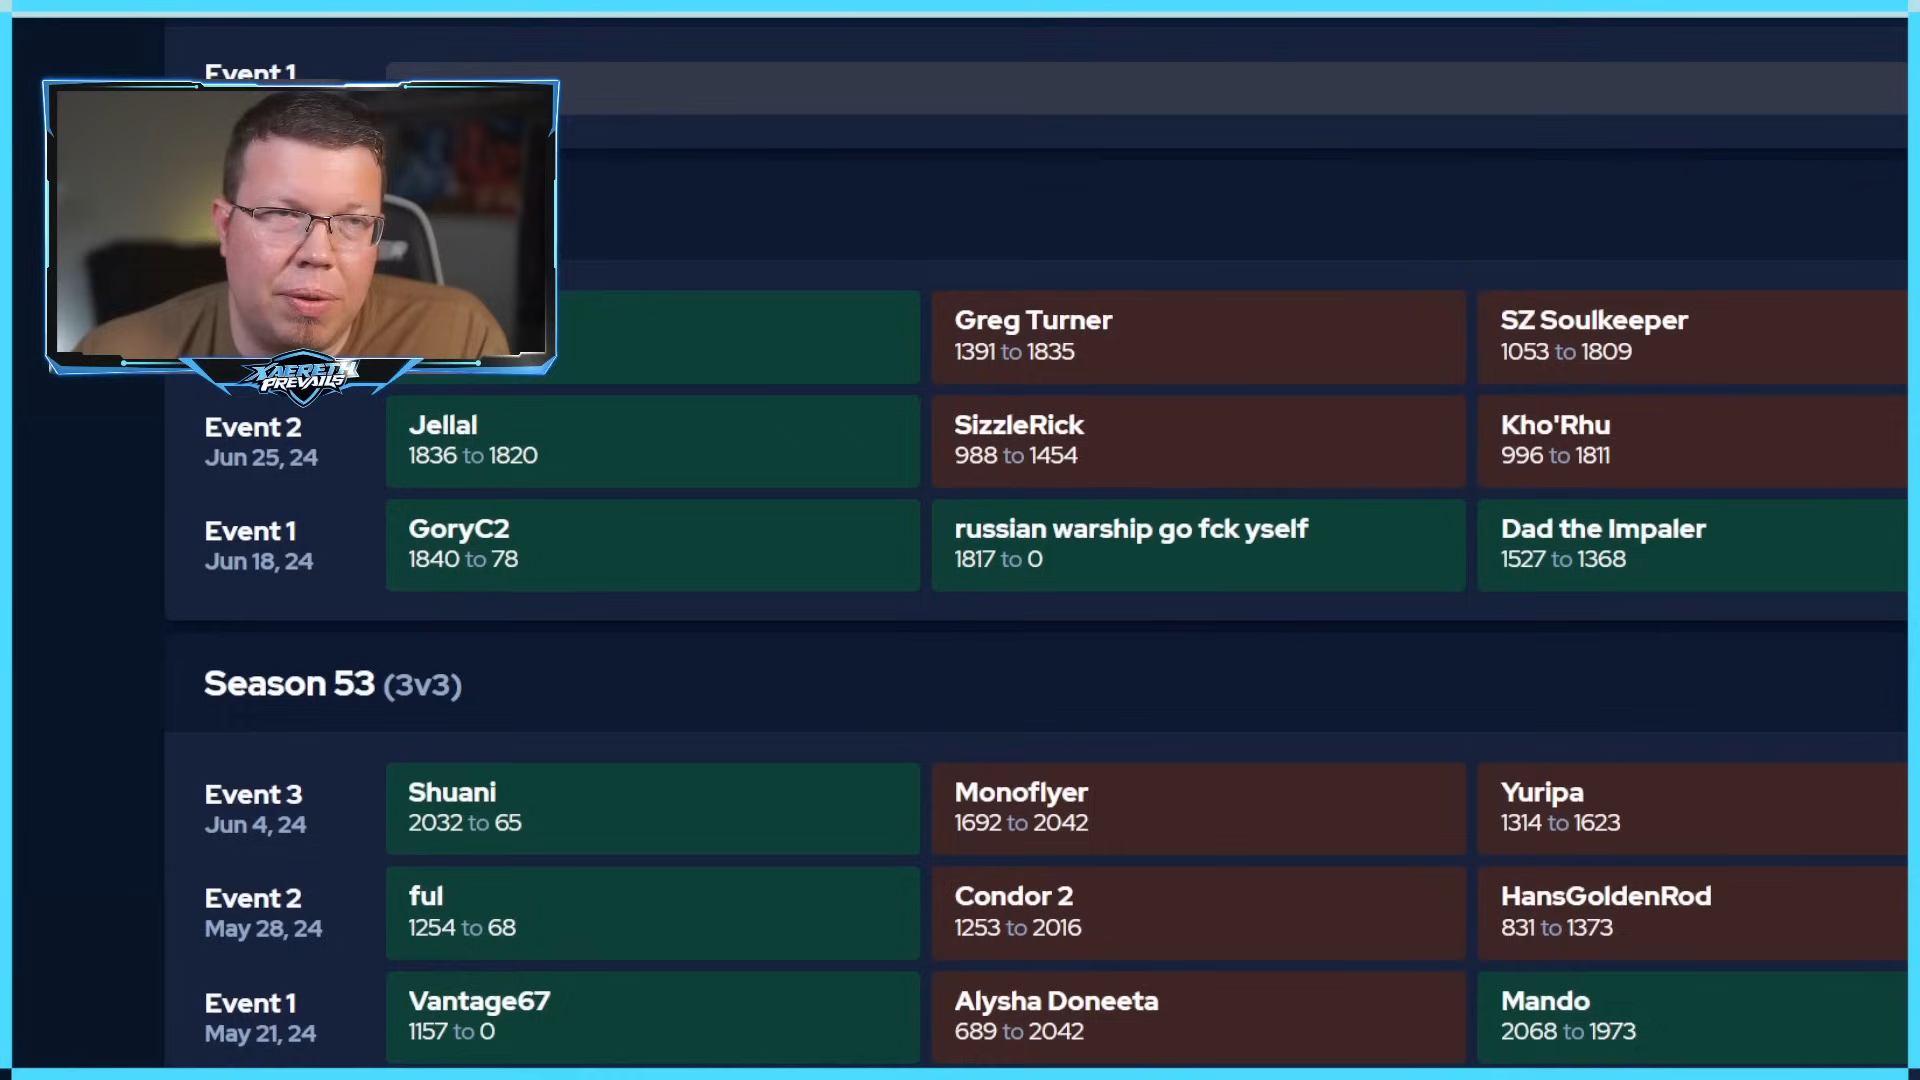 Event 1
XAERETH
PREVAILS
Greg Turner
1391 to 1835
SZ Soulkeeper
1053 to 1809
Event 2
Jun 25, 24
Jellal
1836 to 1820
SizzleRick
988 to 1454
Kho'Rhu
996 to 1811
Event 1
Jun 18, 24
GoryC2
1840 to 78
russian warship go fck yself
1817 to 0
Dad the Impaler
1527 to 1368
Season 53 (3v3)
Event 3
Jun 4, 24
Shuani
2032 to 65
Monoflyer
1692 to 2042
Yuripa
1314 to 1623
Event 2
May 28, 24
ful
1254 to 68
Condor 2
1253 to 2016
HansGoldenRod
831 to 1373
Event 1
May 21, 24
Vantage67
1157 to 0
Alysha Doneeta
689 to 2042
Mando
2068 to 1973